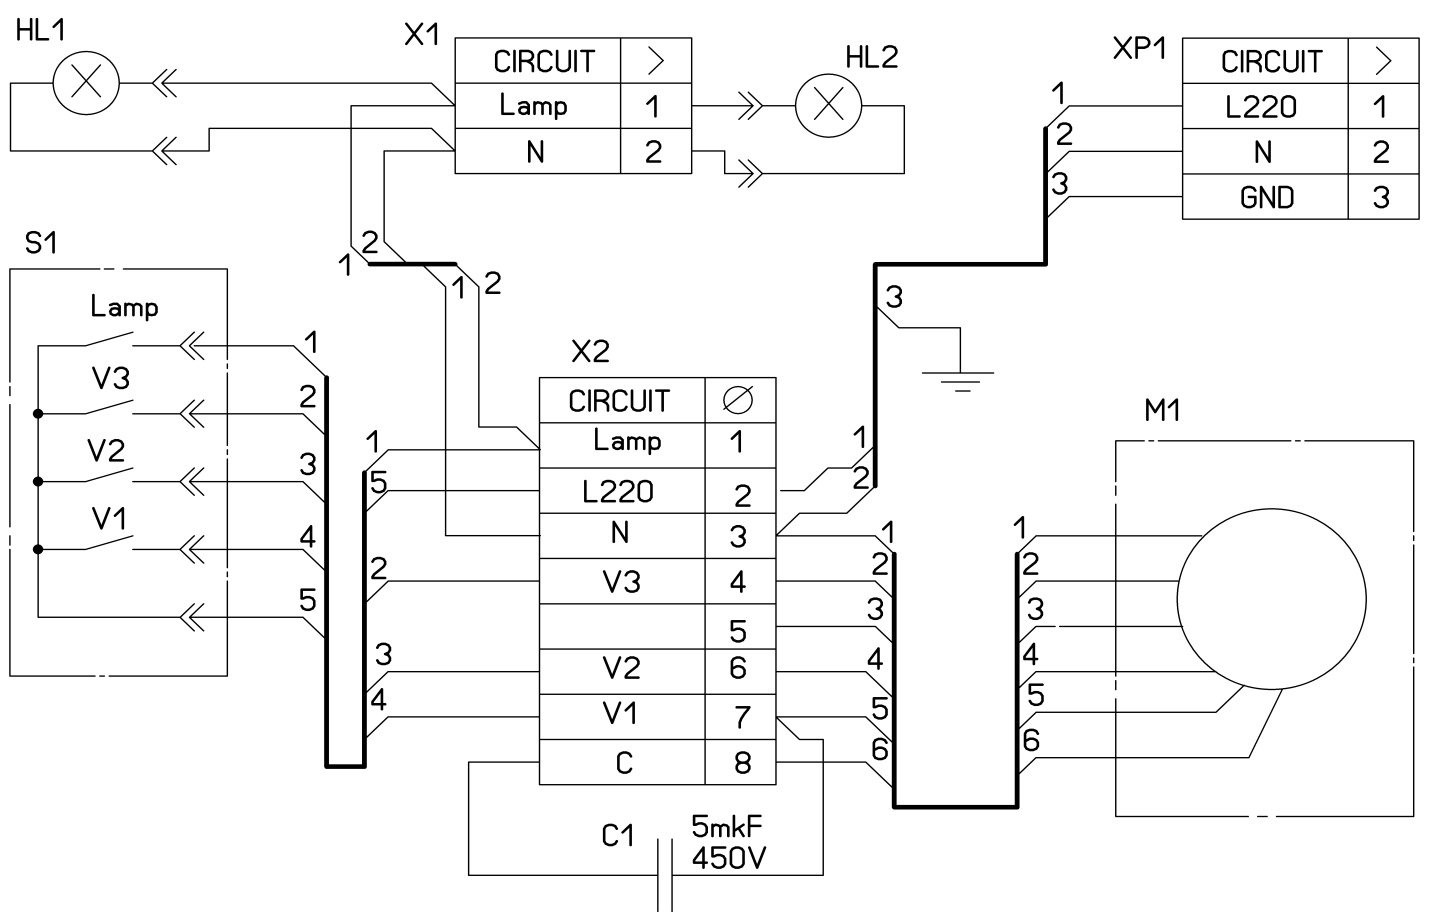 HL1
X1
CIRCUIT
Lamp 1
N 2
HL2
XP1
CIRCUIT
L220 1
N 2
GND 3
1
2
3
1
2
1
2
3
S1
Lamp
V3
V2
V1
1
2
3
4
5
1
5
2
3
4
X2
CIRCUIT
Lamp 1
L220 2
N 3
V3 4
5
V2 6
V1 7
C 8
1
2
1
2
3
4
5
6
M1
1
2
3
4
5
6
C1
5mkF
450V